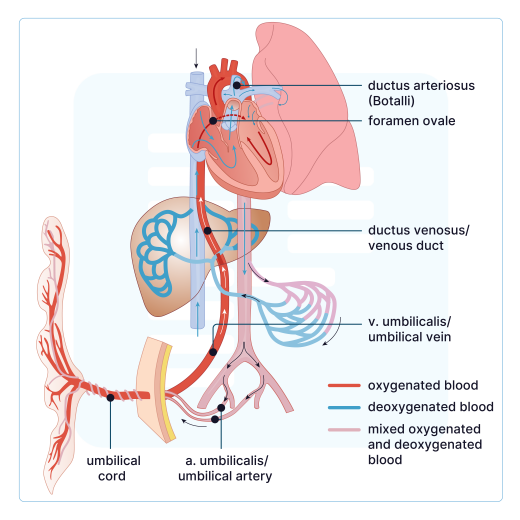 ductus arteriosus
(Botalli)
foramen ovale
ductus venosus/
venous duct
v. umbilicalis/
umbilical vein
oxygenated blood
deoxygenated blood
mixed oxygenated
and deoxygenated
blood
umbilical
cord
a. umbilicalis/
umbilical artery